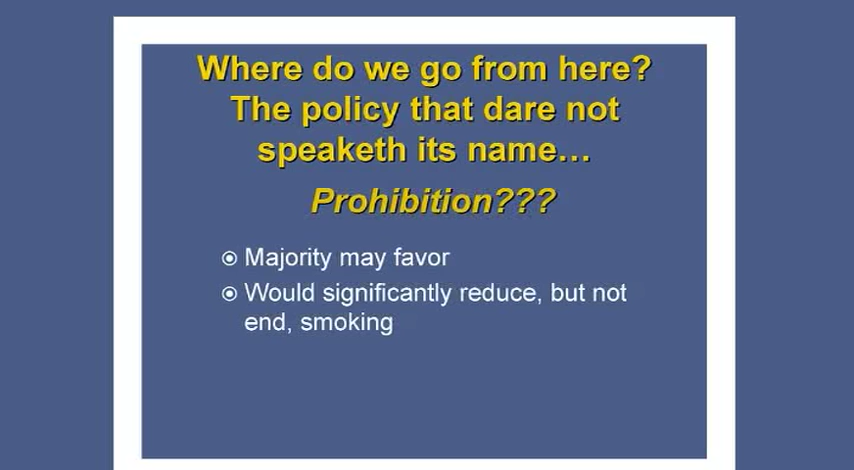 Where do we go from here?
The policy that dare not
speaketh its name…
Prohibition???
Majority may favor
Would significantly reduce, but not
end, smoking